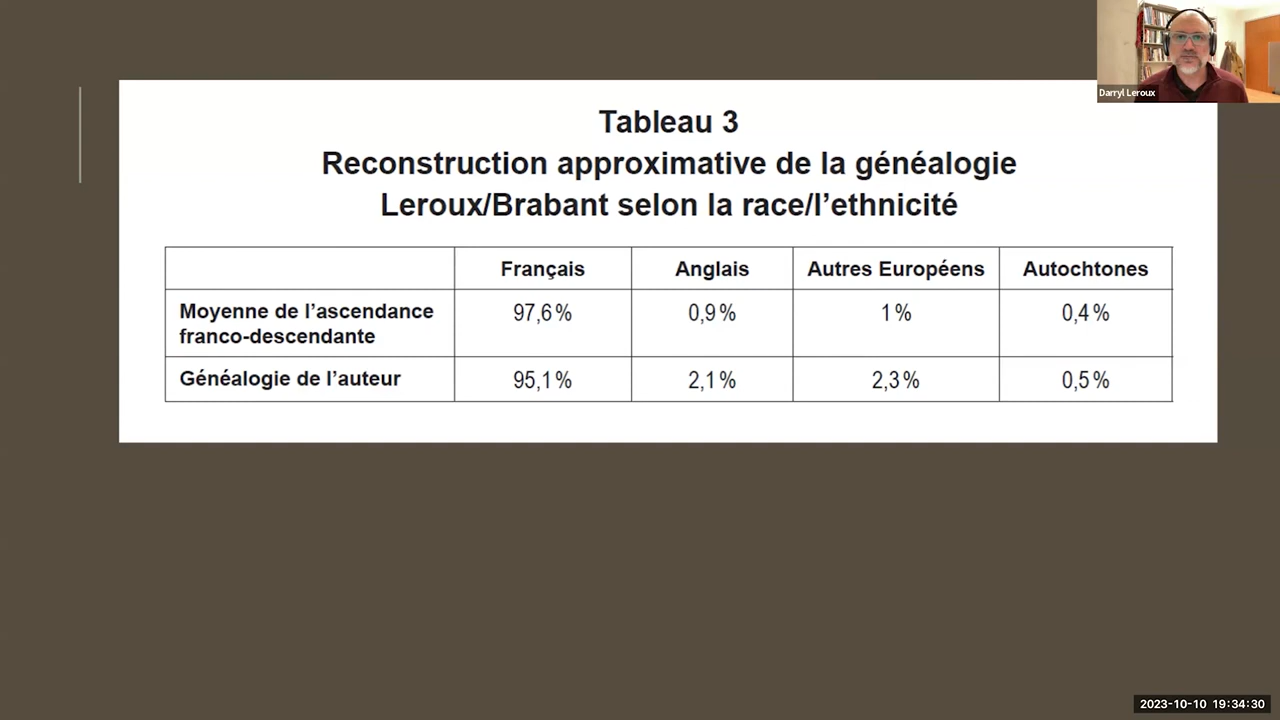 Darryl Leroux
Tableau 3
Reconstruction approximative de la généalogie
Leroux/Brabant selon la race/l’ethnicité
Français Anglais Autres Européens Autochtones
Moyenne de l’ascendance
franco-descendante 97,6 % 0,9 % 1 % 0,4 %
Généalogie de l’auteur 95,1 % 2,1 % 2,3 % 0,5 %
2023-10-10 19:34:30